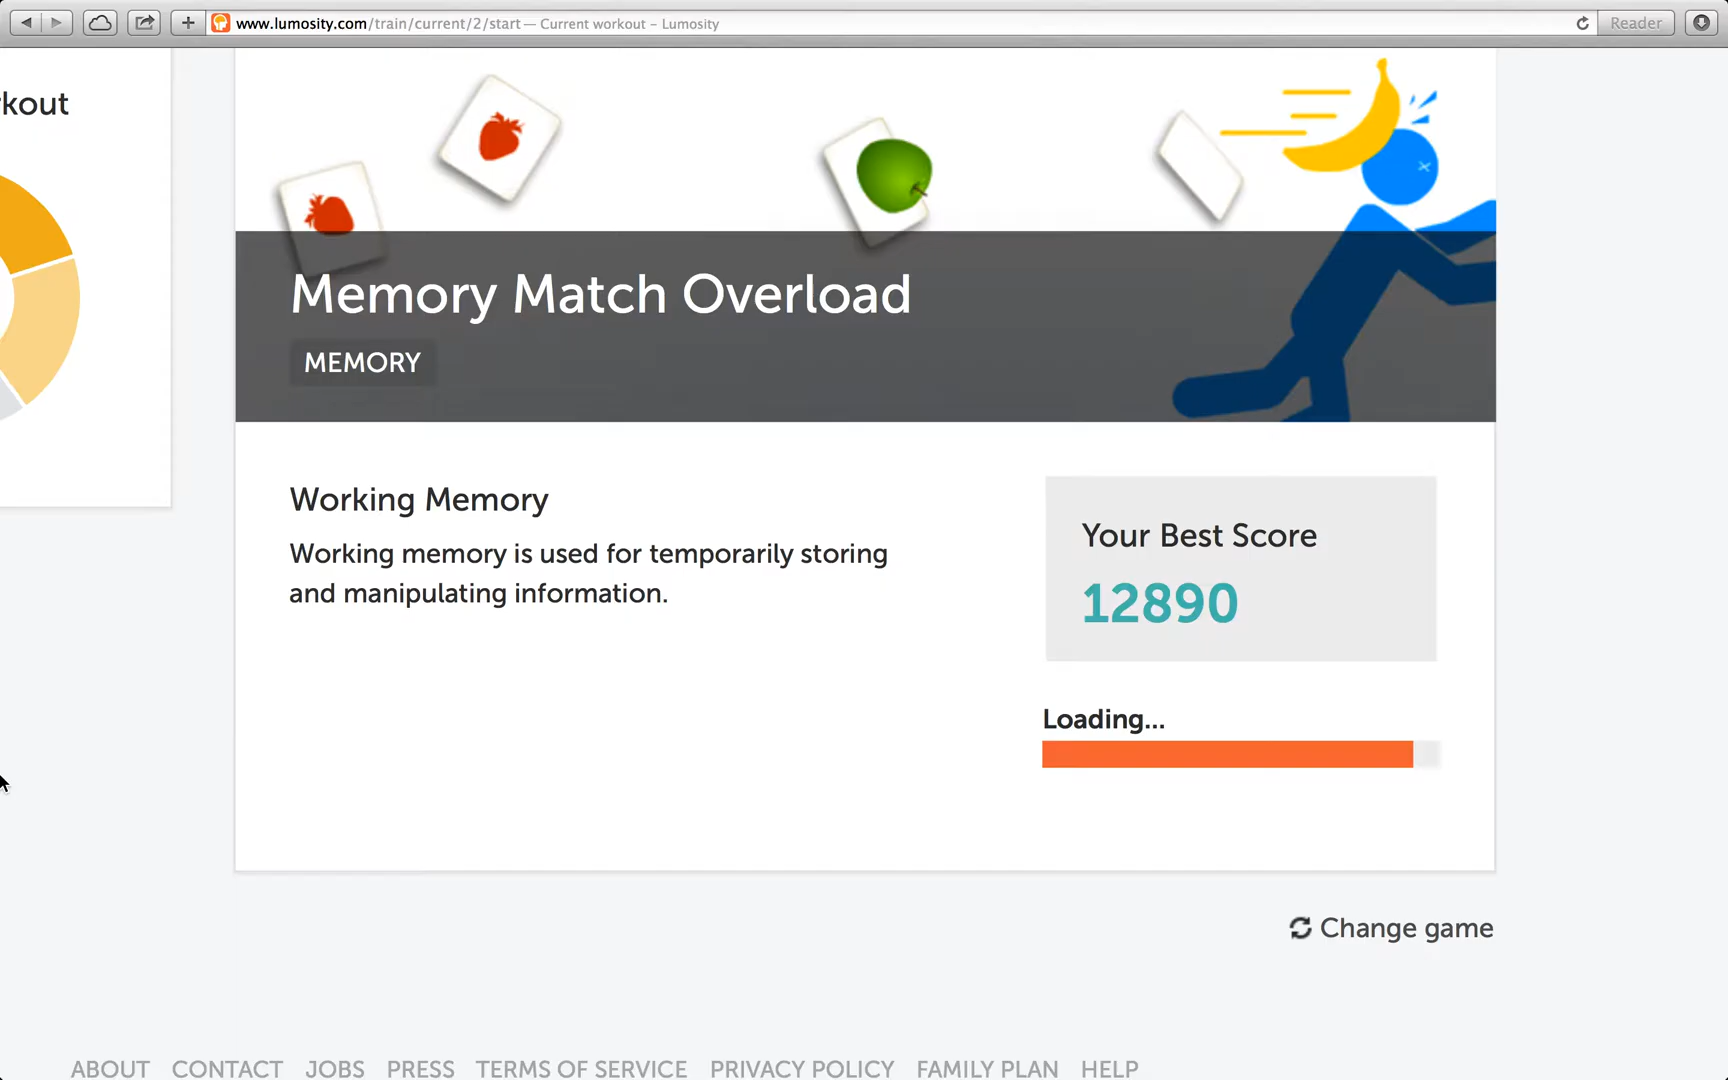 www.lumosity.com/train/current/2/start — Current workout – Lumosity
Reader
kout
Memory Match Overload
MEMORY
Working Memory
Working memory is used for temporarily storing
and manipulating information.
Your Best Score
12890
Loading...
Change game
ABOUT CONTACT JOBS PRESS TERMS OF SERVICE PRIVACY POLICY FAMILY PLAN HELP